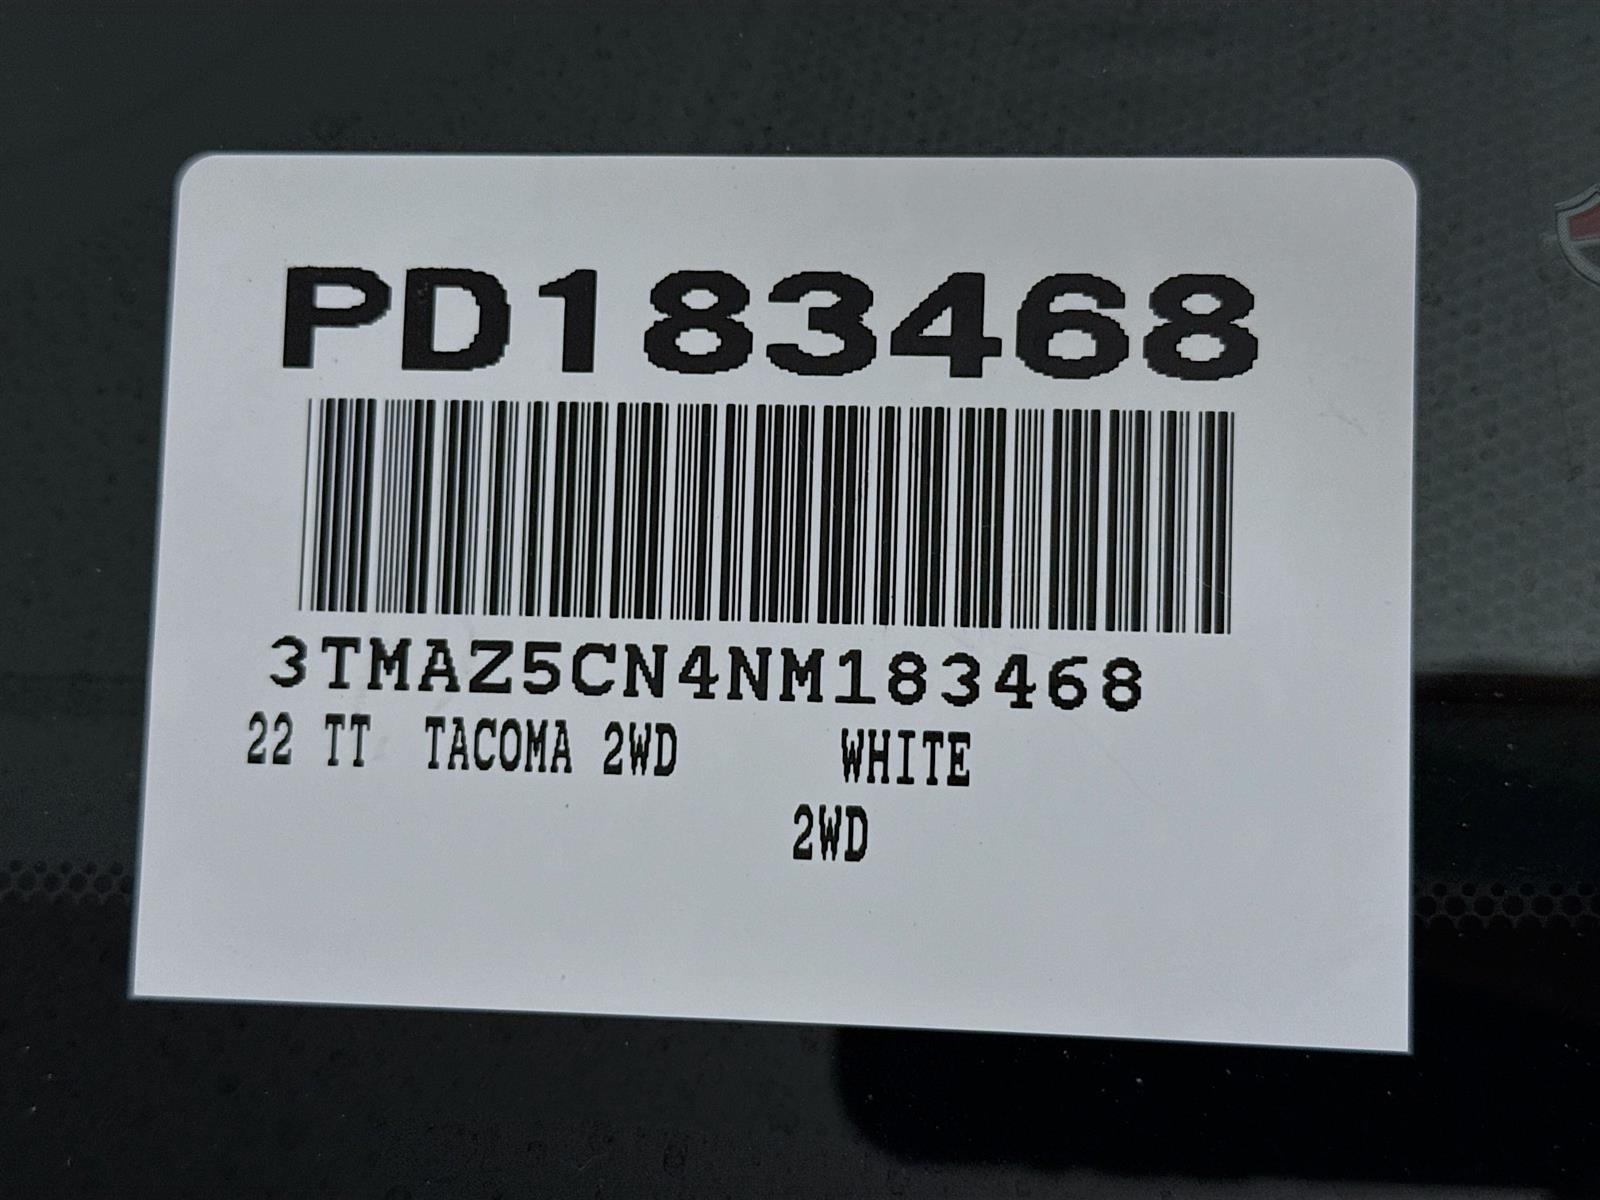 PD183468
3TMAZ5CN4NM183468
22 TT TACOMA 2WD WHITE
2WD